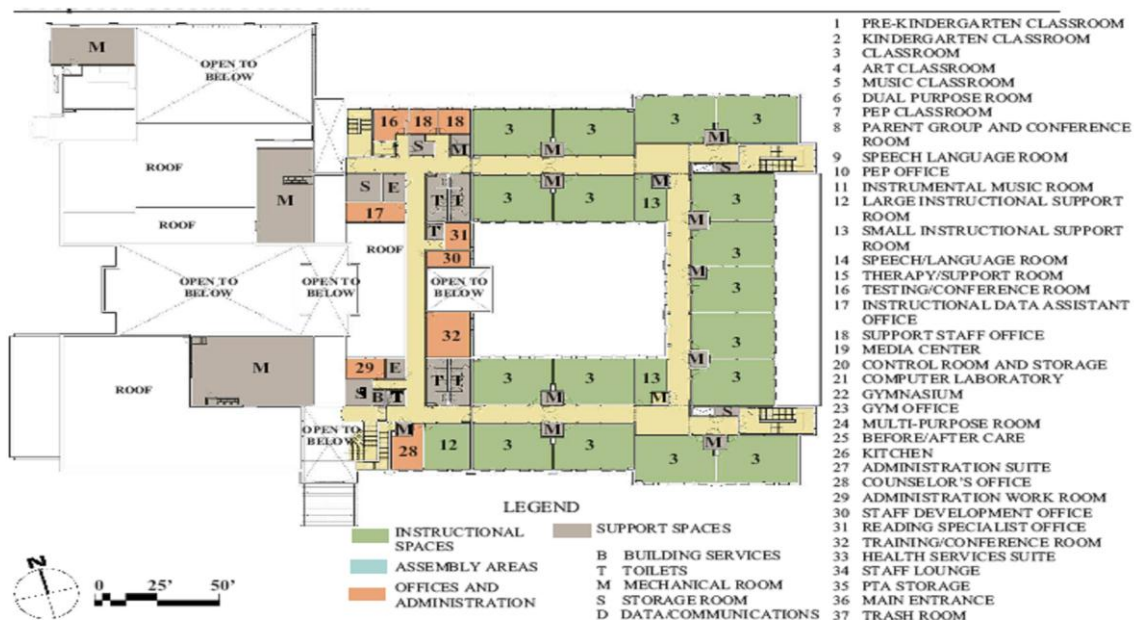 M
OPEN TO
BELOW
16 18 18 3 3 3 3
S M M M
ROOF
S
M S E T T M M
3 3 13 3
17
M
ROOF
T 31 3
ROOF
30
M
OPEN TO
BELOW
OPEN TO
BELOW
OPEN TO
BELOW
3
32 3
M
M
29 E T T 3 3 13 3
ROOF
S B T M M
S
OPEN TO
BELOW
M M M
28 12 3 3 3 3
LEGEND
INSTRUCTIONAL
SPACES
ASSEMBLY AREAS
OFFICES AND
ADMINISTRATION
SUPPORT SPACES
B BUILDING SERVICES
T TOILETS
M MECHANICAL ROOM
S STORAGE ROOM
D DATA/COMMUNICATIONS
N
0 25' 50'
1 PRE-KINDERGARTEN CLASSROOM
2 KINDERGARTEN CLASSROOM
3 CLASSROOM
4 ART CLASSROOM
5 MUSIC CLASSROOM
6 DUAL PURPOSE ROOM
7 PEP CLASSROOM
8 PARENT GROUP AND CONFERENCE
ROOM
9 SPEECH LANGUAGE ROOM
10 PEP OFFICE
11 INSTRUMENTAL MUSIC ROOM
12 LARGE INSTRUCTIONAL SUPPORT
ROOM
13 SMALL INSTRUCTIONAL SUPPORT
ROOM
14 SPEECH/LANGUAGE ROOM
15 THERAPY/SUPPORT ROOM
16 TESTING/CONFERENCE ROOM
17 INSTRUCTIONAL DATA ASSISTANT
OFFICE
18 SUPPORT STAFF OFFICE
19 MEDIA CENTER
20 CONTROL ROOM AND STORAGE
21 COMPUTER LABORATORY
22 GYMNASIUM
23 GYM OFFICE
24 MULTI-PURPOSE ROOM
25 BEFORE/AFTER CARE
26 KITCHEN
27 ADMINISTRATION SUITE
28 COUNSELOR'S OFFICE
29 ADMINISTRATION WORK ROOM
30 STAFF DEVELOPMENT OFFICE
31 READING SPECIALIST OFFICE
32 TRAINING/CONFERENCE ROOM
33 HEALTH SERVICES SUITE
34 STAFF LOUNGE
35 PTA STORAGE
36 MAIN ENTRANCE
37 TRASH ROOM